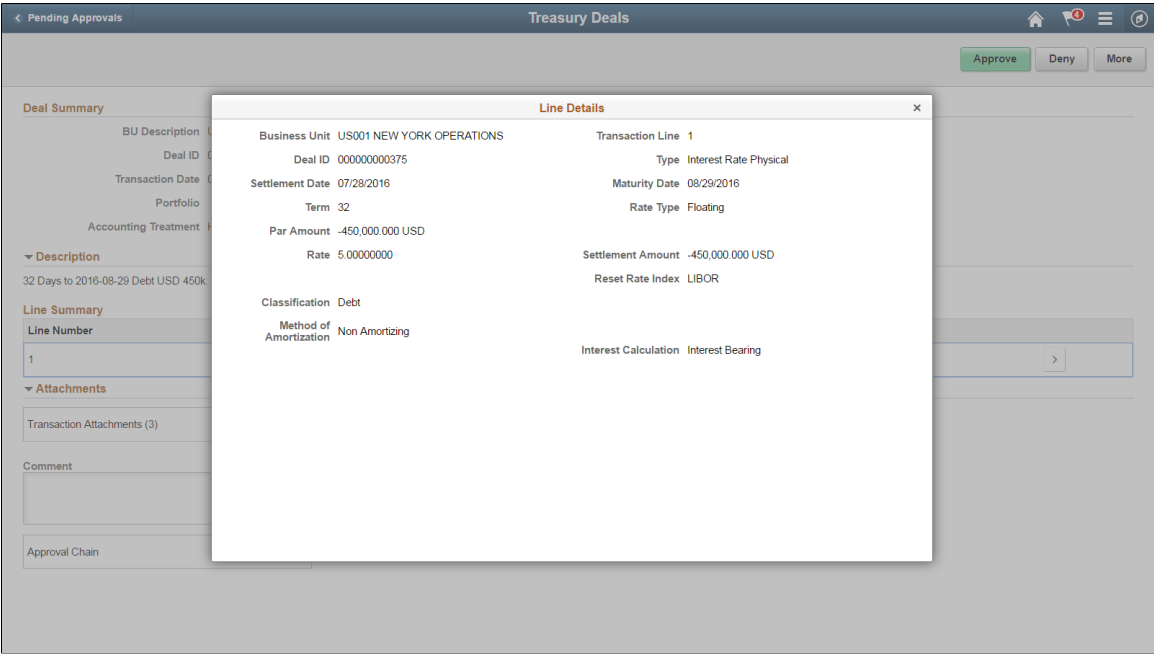 Pending Approvals
Treasury Deals
4
Approve
Deny
More
Deal Summary
BU Description
Deal ID
Transaction Date
Portfolio
Accounting Treatment
Description
32 Days to 2016-08-29 Debt USD 450k.
Line Summary
Line Number
1
Attachments
Transaction Attachments (3)
Comment
Approval Chain
Line Details
×
Business Unit US001 NEW YORK OPERATIONS
Transaction Line 1
Deal ID 000000000375
Type Interest Rate Physical
Settlement Date 07/28/2016
Maturity Date 08/29/2016
Term 32
Rate Type Floating
Par Amount -450,000.000 USD
Rate 5.00000000
Settlement Amount -450,000.000 USD
Reset Rate Index LIBOR
Classification Debt
Method of
Amortization Non Amortizing
Interest Calculation Interest Bearing